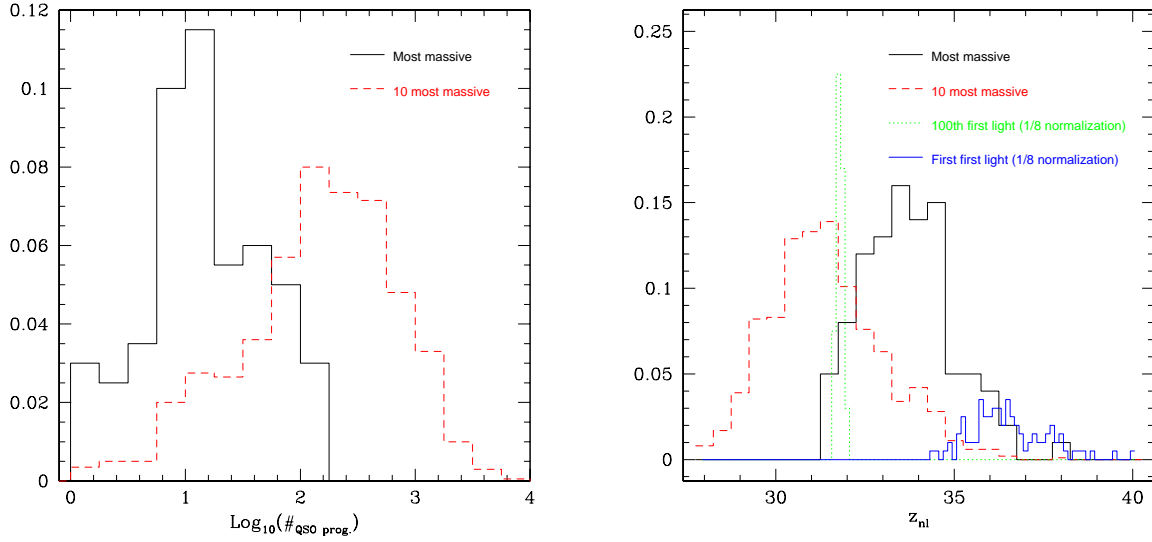 0.12
0.1
0.08
0.06
0.04
0.02
0
Most massive
10 most massive
0 1 2 3 4
Log10(#QSO prog.)
0.25
0.2
0.15
0.1
0.05
0
Most massive
10 most massive
100th first light (1/8 normalization)
First first light (1/8 normalization)
30 35 40
znl